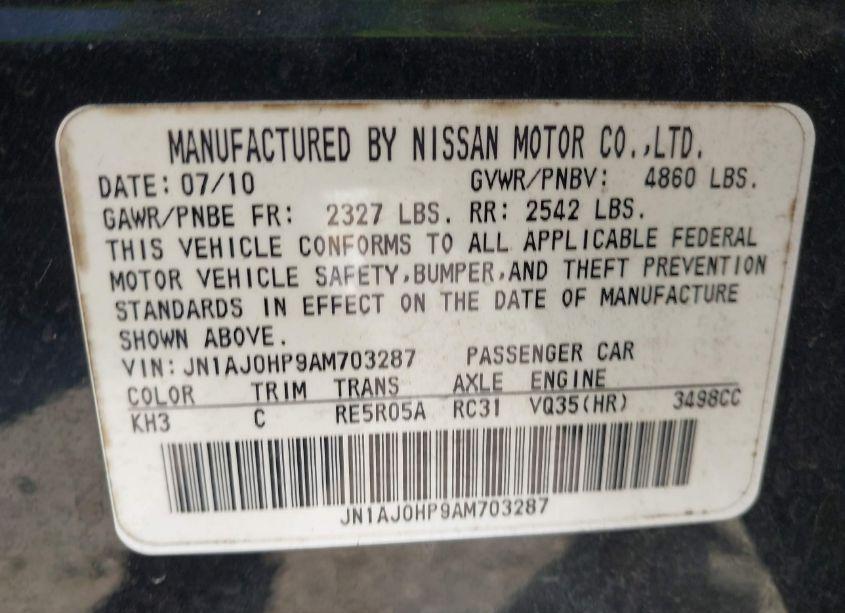 MANUFACTURED BY NISSAN MOTOR CO.,LTD.
DATE: 07/10 GVWR/PNBV: 4860 LBS.
GAWR/PNBE FR: 2327 LBS. RR: 2542 LBS.
THIS VEHICLE CONFORMS TO ALL APPLICABLE FEDERAL
MOTOR VEHICLE SAFETY,BUMPER,AND THEFT PREVENTION
STANDARDS IN EFFECT ON THE DATE OF MANUFACTURE
SHOWN ABOVE.
VIN: JN1AJ0HP9AM703287 PASSENGER CAR
COLOR TRIM TRANS AXLE ENGINE
KH3 C RE5R05A RC31 VQ35(HR) 3498CC
JN1AJ0HP9AM703287